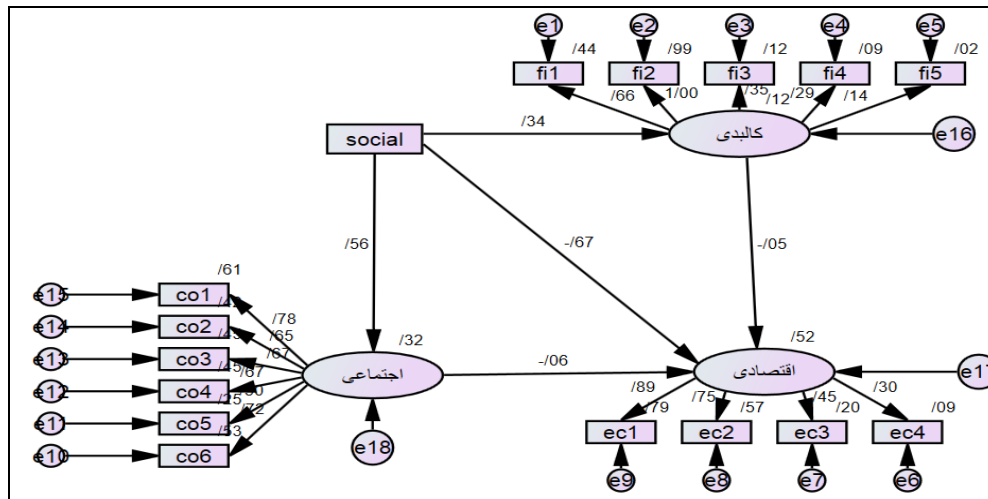 e1 e2 e3 e4 e5
/44 /99 /12 /09 /02
fi1 fi2 fi3 fi4 fi5
/66 1/00 /35 /12 /29 /14
/34
social
کالبدی
e16
/56
-/67
-/05
/61
e15 co1
/78
e14 co2
/65
e13 co3
/67
/32
/52
e12 co4
/67
اجتماعی
-/06
اقتصادی
e11 co5
/72
/53
e10 co6
e18
/89 /79 /75 /57 /45 /20 /30 /09
ec1 ec2 ec3 ec4
e9 e8 e7 e6